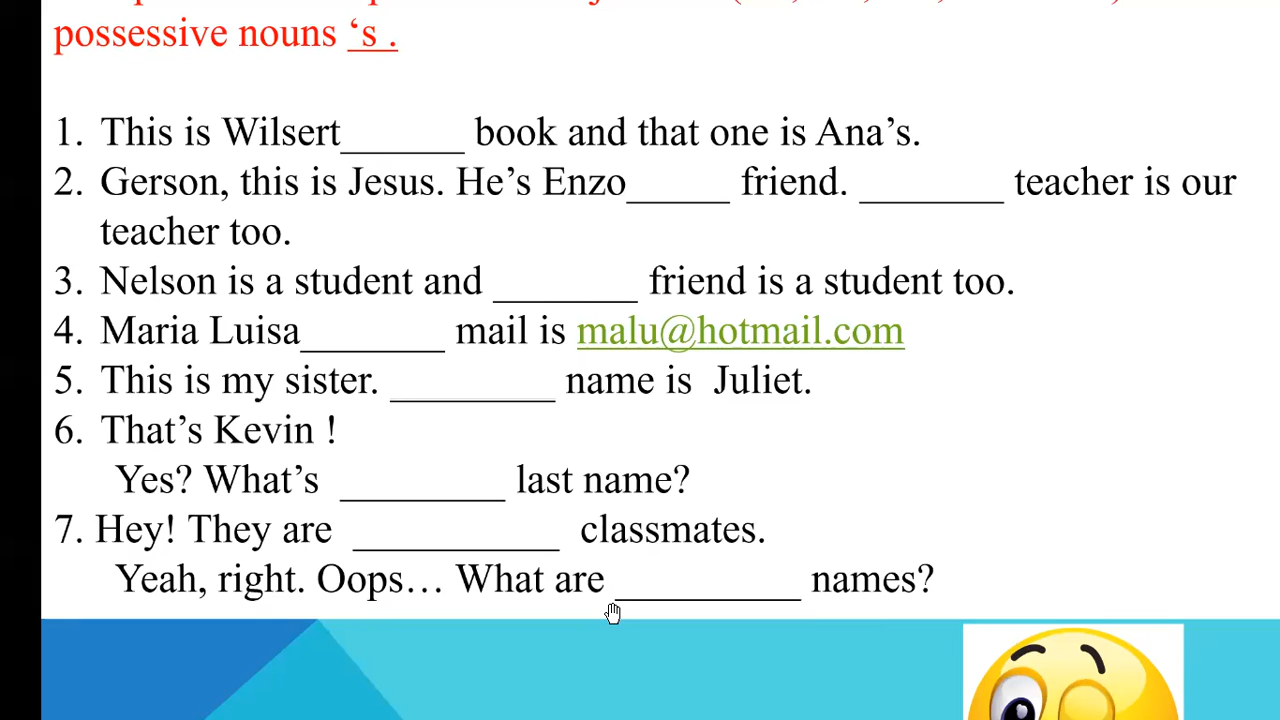 possessive nouns ‘s .
1. This is Wilsert______ book and that one is Ana’s.
2. Gerson, this is Jesus. He’s Enzo_____ friend. _______ teacher is our
teacher too.
3. Nelson is a student and _______ friend is a student too.
4. Maria Luisa_______ mail is malu@hotmail.com
5. This is my sister. ________ name is Juliet.
6. That’s Kevin !
Yes? What’s ________ last name?
7. Hey! They are __________ classmates.
Yeah, right. Oops… What are _________ names?